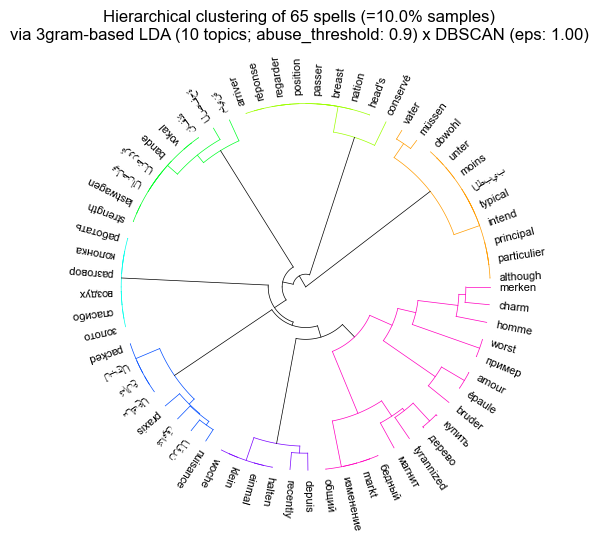 Hierarchical clustering of 65 spells (=10.0% samples)
via 3gram-based LDA (10 topics; abuse_threshold: 0.9) x DBSCAN (eps: 1.00)
although
particulier
principal
intend
typical
moins
unter
obwohl
müssen
vater
conservé
head's
nation
breast
passer
position
regarder
réponse
arriver
vokal
bande
lastwagen
strength
работать
колонка
разговор
воздух
спасибо
золото
packed
praxis
nuisance
woche
klein
einmal
halten
recently
depuis
общий
изменение
markt
бедный
магнит
tyrannized
дерево
купить
bruder
épaule
amour
пример
worst
homme
charm
merken